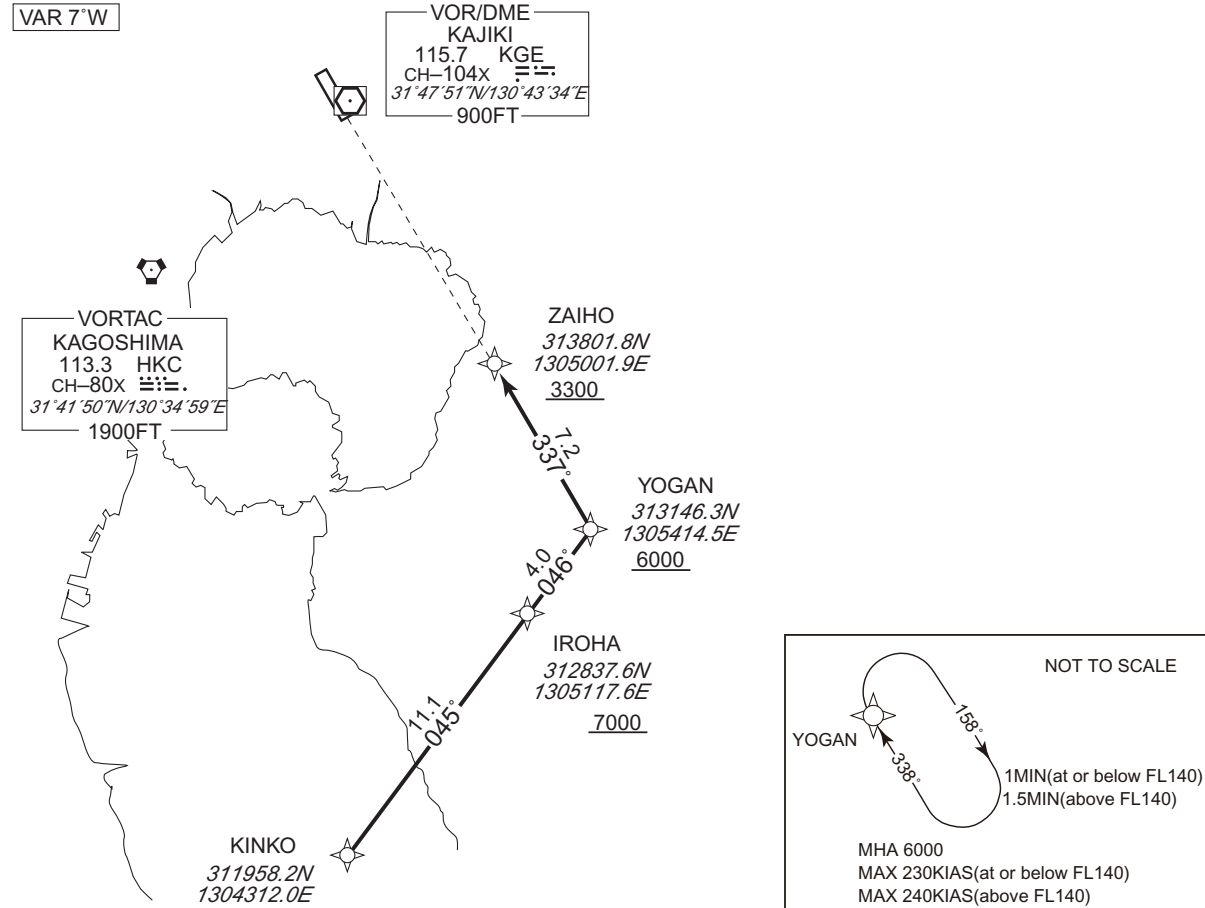 VAR 7°W
VOR/DME
KAJIKI
115.7 KGE
CH–104X
31°47´51˝N/130°43´34˝E
900FT
VORTAC
KAGOSHIMA
113.3 HKC
CH–80X
31°41´50˝N/130°34´59˝E
1900FT
ZAIHO
313801.8N
1305001.9E
3300
7.2
337°
YOGAN
313146.3N
1305414.5E
6000
4.0
046°
IROHA
312837.6N
1305117.6E
7000
11.1
045°
KINKO
311958.2N
1304312.0E
NOT TO SCALE
YOGAN
158°
338°
1MIN(at or below FL140)
1.5MIN(above FL140)
MHA 6000
MAX 230KIAS(at or below FL140)
MAX 240KIAS(above FL140)